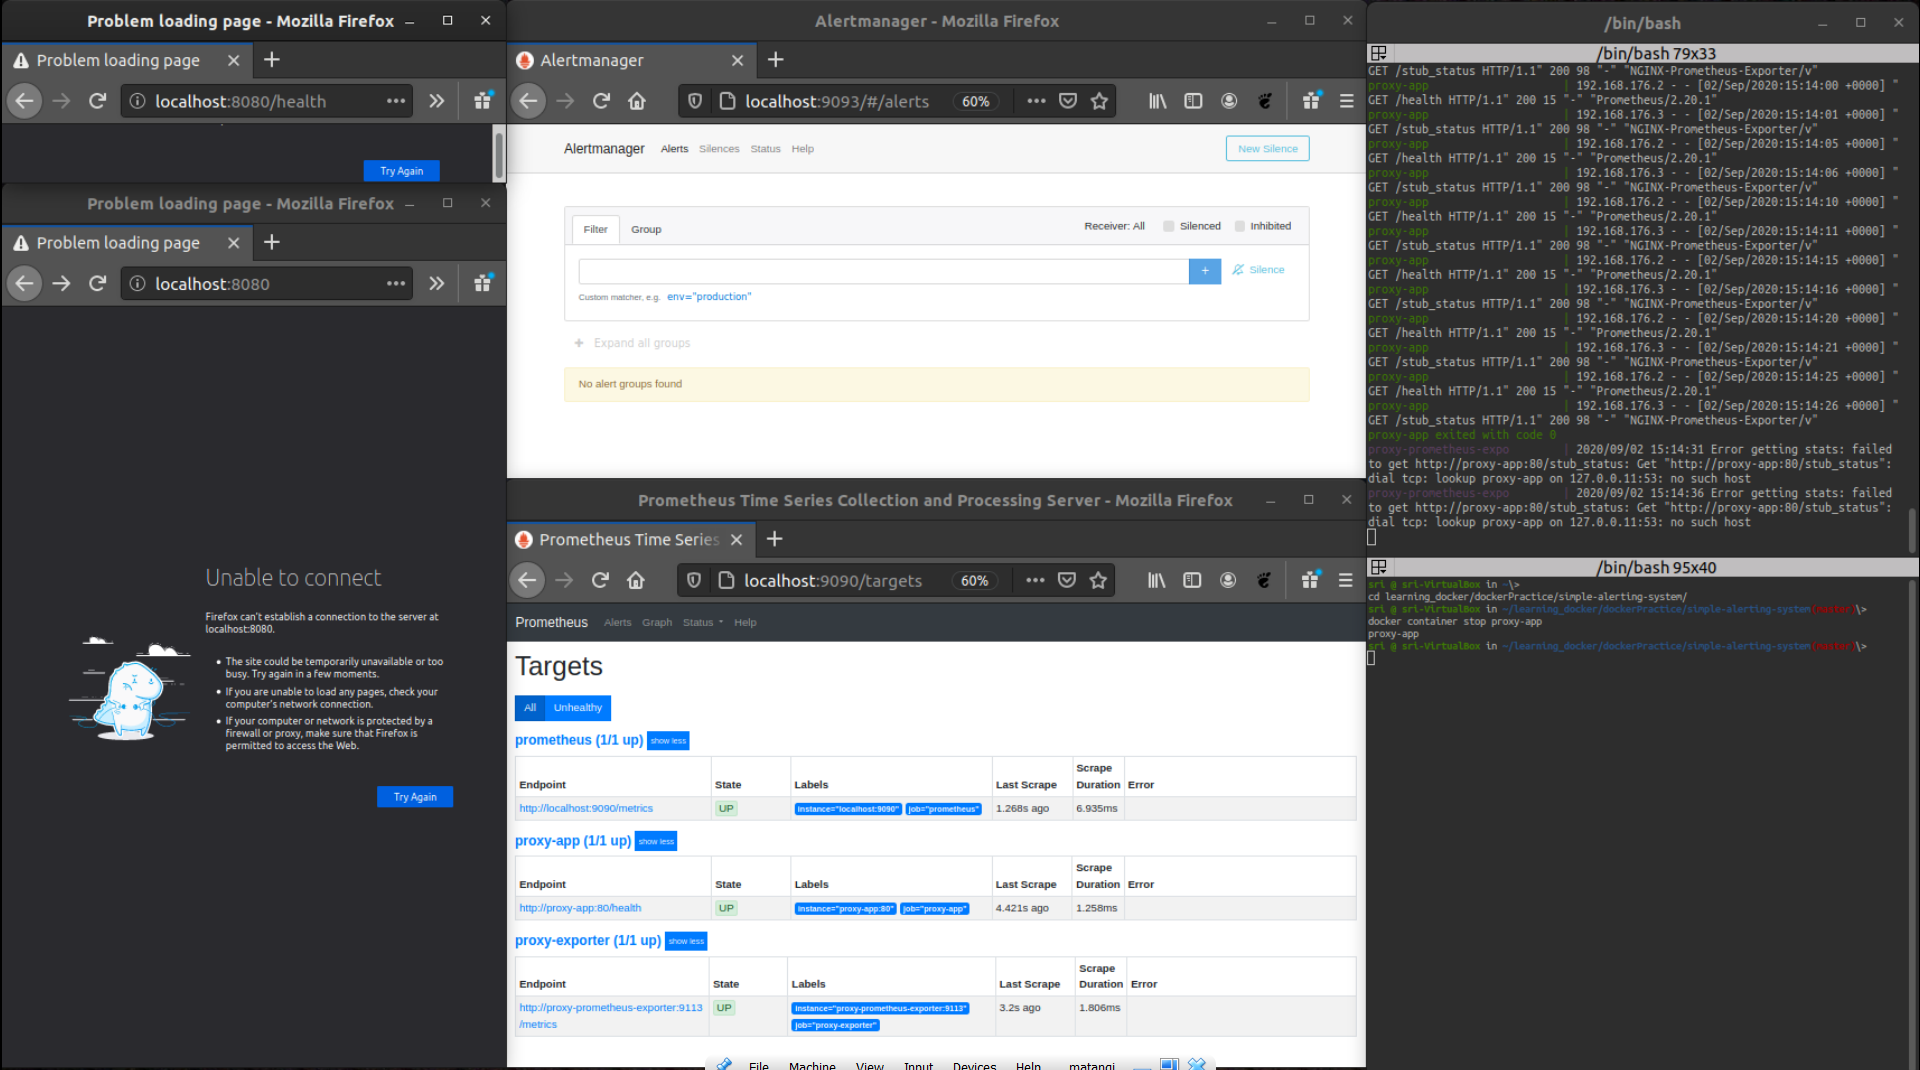 Problem loading page - Mozilla Firefox
Problem loading page
localhost:8080/health
Try Again
Problem loading page - Mozilla Firefox
Problem loading page
localhost:8080
Unable to connect
Firefox can't establish a connection to the server at
localhost:8080.
• The site could be temporarily unavailable or too
busy. Try again in a few moments.
• If you are unable to load any pages, check your
computer's network connection.
• If your computer or network is protected by a
firewall or proxy, make sure that Firefox is
permitted to access the Web.
Try Again
Alertmanager - Mozilla Firefox
Alertmanager
localhost:9093/#/alerts 60%
Alertmanager Alerts Silences Status Help New Silence
Filter Group Receiver: All Silenced Inhibited
+ Silence
Custom matcher, e.g. env="production"
+ Expand all groups
No alert groups found
Prometheus Time Series Collection and Processing Server - Mozilla Firefox
Prometheus Time Series
localhost:9090/targets 60%
Prometheus Alerts Graph Status Help
Targets
All Unhealthy
prometheus (1/1 up) show less
Endpoint State Labels Last Scrape Scrape Duration Error
http://localhost:9090/metrics UP instance="localhost:9090" job="prometheus" 1.268s ago 6.935ms
proxy-app (1/1 up) show less
Endpoint State Labels Last Scrape Scrape Duration Error
http://proxy-app:80/health UP instance="proxy-app:80" job="proxy-app" 4.421s ago 1.258ms
proxy-exporter (1/1 up) show less
Endpoint State Labels Last Scrape Scrape Duration Error
http://proxy-prometheus-exporter:9113 UP instance="proxy-prometheus-exporter:9113" 3.2s ago 1.806ms
/metrics job="proxy-exporter"
File Machine View Input Devices Help matangi
/bin/bash
/bin/bash 79x33
GET /stub_status HTTP/1.1" 200 98 "-" "NGINX-Prometheus-Exporter/v"
proxy-app | 192.168.176.2 - - [02/Sep/2020:15:14:00 +0000] "
GET /health HTTP/1.1" 200 15 "-" "Prometheus/2.20.1"
proxy-app | 192.168.176.3 - - [02/Sep/2020:15:14:01 +0000] "
GET /stub_status HTTP/1.1" 200 98 "-" "NGINX-Prometheus-Exporter/v"
proxy-app | 192.168.176.2 - - [02/Sep/2020:15:14:05 +0000] "
GET /health HTTP/1.1" 200 15 "-" "Prometheus/2.20.1"
proxy-app | 192.168.176.3 - - [02/Sep/2020:15:14:06 +0000] "
GET /stub_status HTTP/1.1" 200 98 "-" "NGINX-Prometheus-Exporter/v"
proxy-app | 192.168.176.2 - - [02/Sep/2020:15:14:10 +0000] "
GET /health HTTP/1.1" 200 15 "-" "Prometheus/2.20.1"
proxy-app | 192.168.176.3 - - [02/Sep/2020:15:14:11 +0000] "
GET /stub_status HTTP/1.1" 200 98 "-" "NGINX-Prometheus-Exporter/v"
proxy-app | 192.168.176.2 - - [02/Sep/2020:15:14:15 +0000] "
GET /health HTTP/1.1" 200 15 "-" "Prometheus/2.20.1"
proxy-app | 192.168.176.3 - - [02/Sep/2020:15:14:16 +0000] "
GET /stub_status HTTP/1.1" 200 98 "-" "NGINX-Prometheus-Exporter/v"
proxy-app | 192.168.176.2 - - [02/Sep/2020:15:14:20 +0000] "
GET /health HTTP/1.1" 200 15 "-" "Prometheus/2.20.1"
proxy-app | 192.168.176.3 - - [02/Sep/2020:15:14:21 +0000] "
GET /stub_status HTTP/1.1" 200 98 "-" "NGINX-Prometheus-Exporter/v"
proxy-app | 192.168.176.2 - - [02/Sep/2020:15:14:25 +0000] "
GET /health HTTP/1.1" 200 15 "-" "Prometheus/2.20.1"
proxy-app | 192.168.176.3 - - [02/Sep/2020:15:14:26 +0000] "
GET /stub_status HTTP/1.1" 200 98 "-" "NGINX-Prometheus-Exporter/v"
proxy-app exited with code 0
proxy-prometheus-expo | 2020/09/02 15:14:31 Error getting stats: failed
to get http://proxy-app:80/stub_status: Get "http://proxy-app:80/stub_status":
dial tcp: lookup proxy-app on 127.0.0.11:53: no such host
proxy-prometheus-expo | 2020/09/02 15:14:36 Error getting stats: failed
to get http://proxy-app:80/stub_status: Get "http://proxy-app:80/stub_status":
dial tcp: lookup proxy-app on 127.0.0.11:53: no such host
/bin/bash 95x40
sri @ sri-VirtualBox in ~\>
cd learning_docker/dockerPractice/simple-alerting-system/
sri @ sri-VirtualBox in ~/learning_docker/dockerPractice/simple-alerting-system(master)\>
docker container stop proxy-app
proxy-app
sri @ sri-VirtualBox in ~/learning_docker/dockerPractice/simple-alerting-system(master)\>